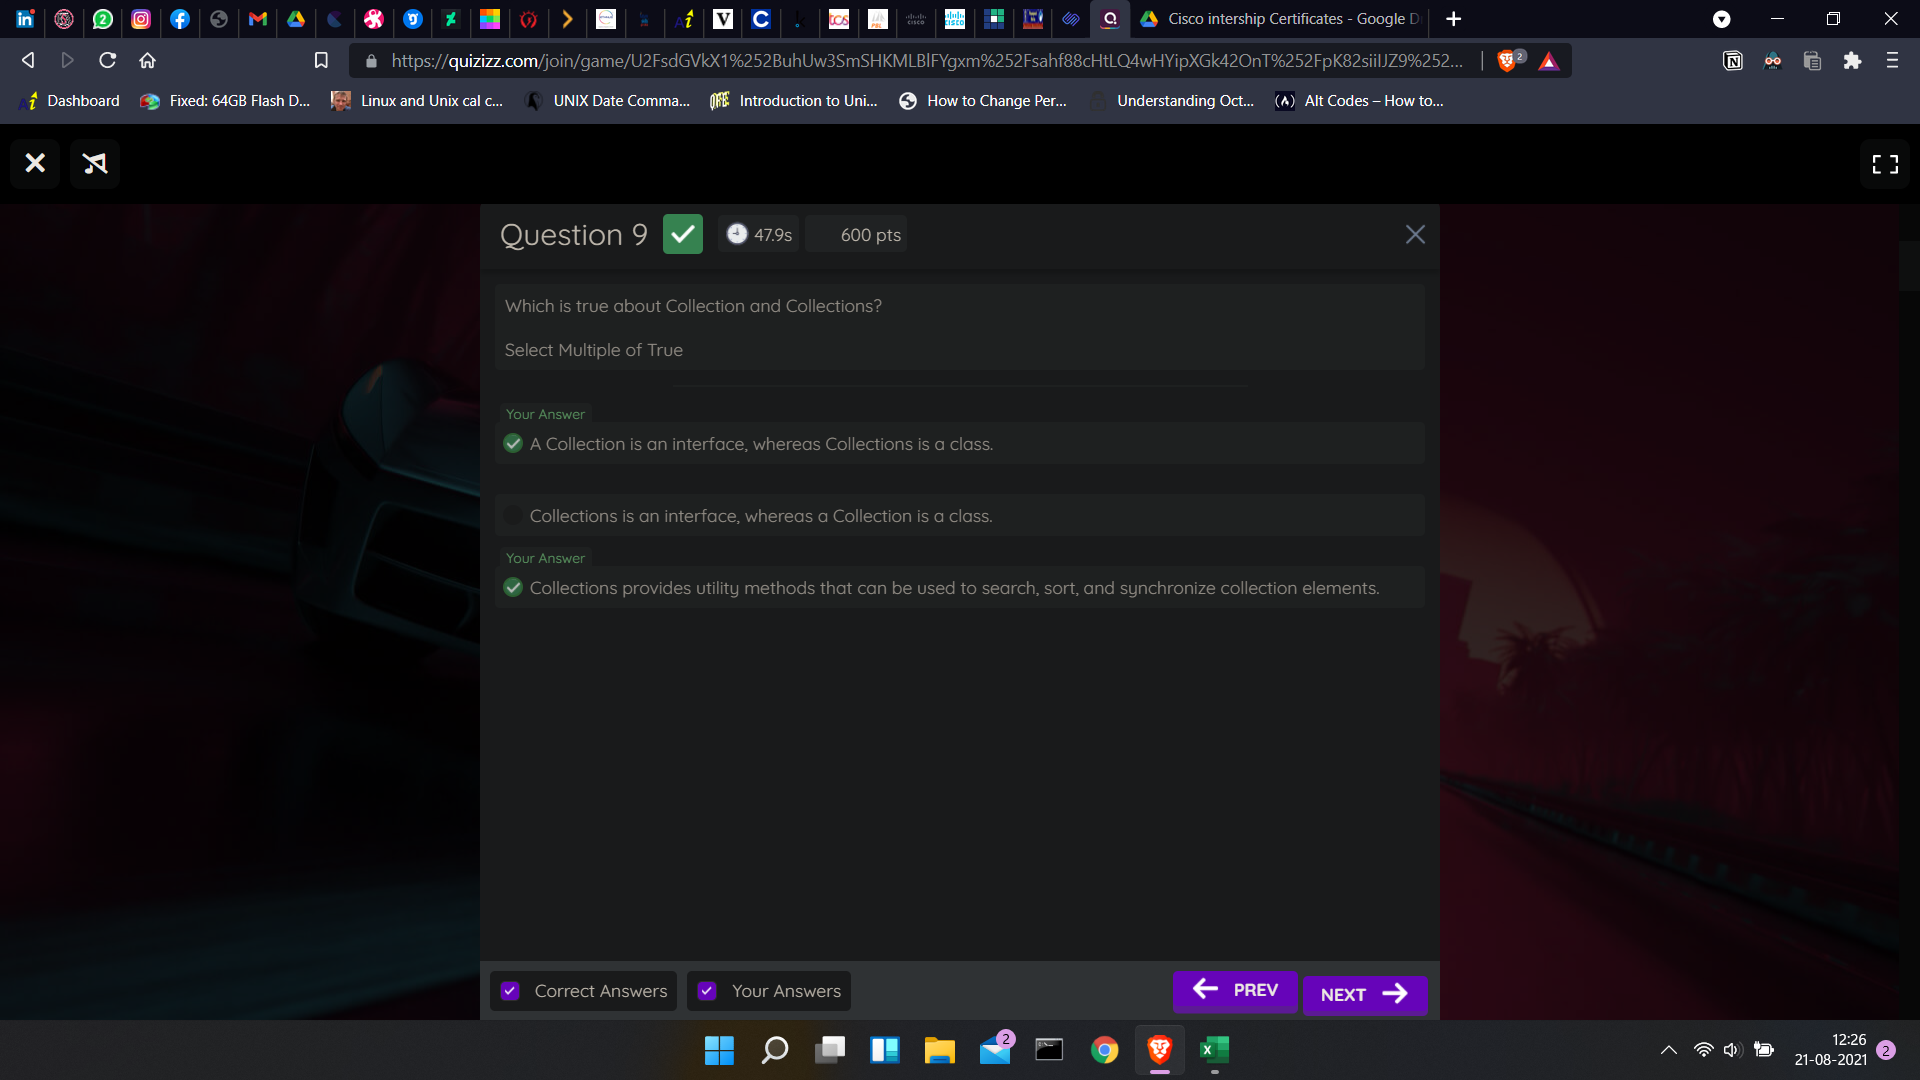 Cisco intership Certificates - Google D
https://quizizz.com/join/game/U2FsdGVkX1%252BuhUw3SmSHKMLBlFYgxm%252Fsahf88cHtLQ4wHYipXGk42OnT%252FpK82siiIJZ9%252...
2
Dashboard
Fixed: 64GB Flash D...
Linux and Unix cal c...
UNIX Date Comma...
Introduction to Uni...
How to Change Per...
Understanding Oct...
Alt Codes – How to...
Question 9
47.9s
600 pts
Which is true about Collection and Collections?
Select Multiple of True
Your Answer
A Collection is an interface, whereas Collections is a class.
Collections is an interface, whereas a Collection is a class.
Your Answer
Collections provides utility methods that can be used to search, sort, and synchronize collection elements.
Correct Answers
Your Answers
PREV
NEXT
2
12:26
21-08-2021
2